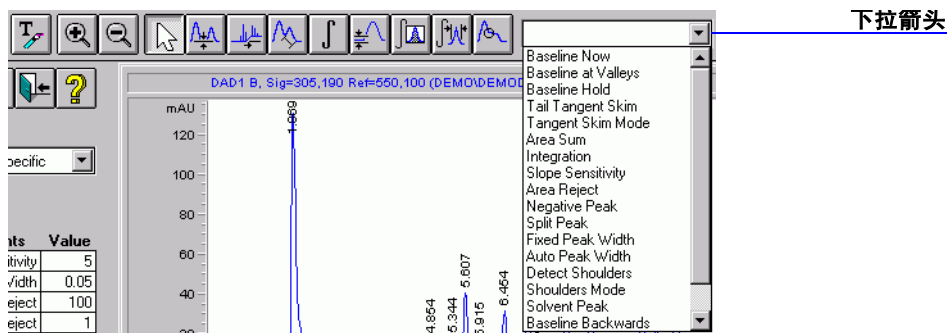 下拉箭头
Baseline Now
Baseline at Valleys
Baseline Hold
Tail Tangent Skim
Tangent Skim Mode
Area Sum
Integration
Slope Sensitivity
Area Reject
Negative Peak
Split Peak
Fixed Peak Width
Auto Peak Width
Detect Shoulders
Shoulders Mode
Solvent Peak
Baseline Backwards
DAD1 B, Sig=305,190 Ref=550,100 (DEMO\DEMOD
mAU
120
100
80
60
40
1.969
4.854
5.344
5.607
5.915
6.454
pecific
nts Value
itivity 5
Width 0.05
eject 100
eject 1